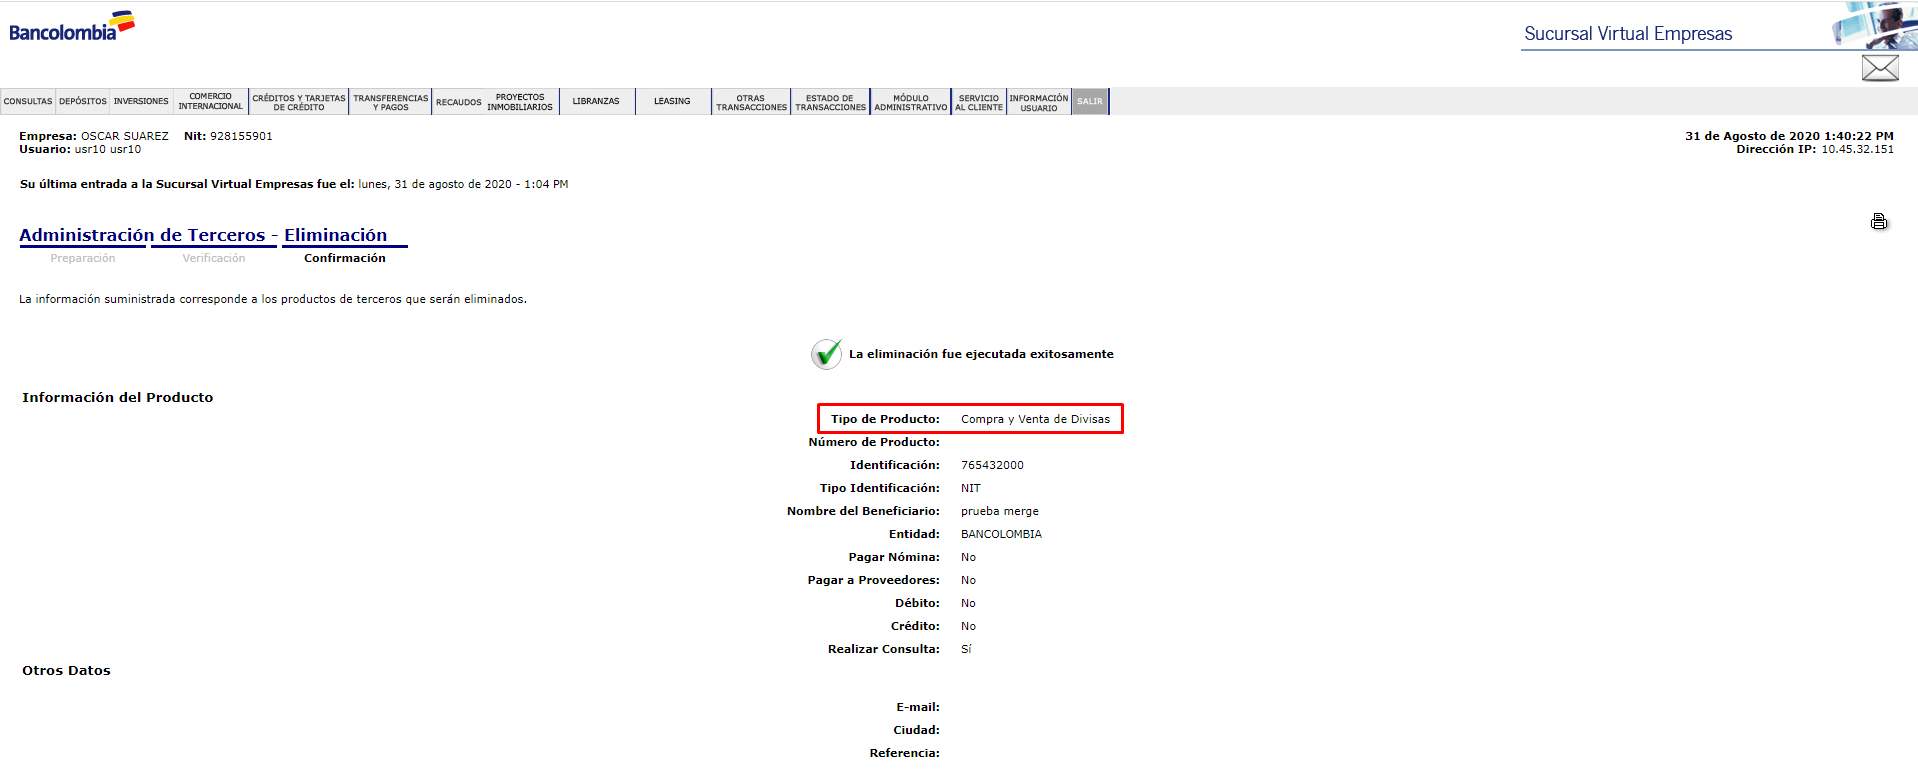 Bancolombia
Sucursal Virtual Empresas
CONSULTAS DEPÓSITOS INVERSIONES COMERCIO INTERNACIONAL CRÉDITOS Y TARJETAS DE CRÉDITO TRANSFERENCIAS Y PAGOS RECAUDOS PROYECTOS INMOBILIARIOS LIBRANZAS LEASING OTRAS TRANSACCIONES ESTADO DE TRANSACCIONES MÓDULO ADMINISTRATIVO SERVICIO AL CLIENTE INFORMACIÓN USUARIO SALIR
Empresa: OSCAR SUAREZ Nit: 928155901
31 de Agosto de 2020 1:40:22 PM
Usuario: usr10 usr10
Dirección IP: 10.45.32.151
Su última entrada a la Sucursal Virtual Empresas fue el: lunes, 31 de agosto de 2020 - 1:04 PM
Administración de Terceros - Eliminación
Preparación Verificación Confirmación
La información suministrada corresponde a los productos de terceros que serán eliminados.
La eliminación fue ejecutada exitosamente
Información del Producto
Tipo de Producto: Compra y Venta de Divisas
Número de Producto:
Identificación: 765432000
Tipo Identificación: NIT
Nombre del Beneficiario: prueba merge
Entidad: BANCOLOMBIA
Pagar Nómina: No
Pagar a Proveedores: No
Débito: No
Crédito: No
Realizar Consulta: Sí
Otros Datos
E-mail:
Ciudad:
Referencia: